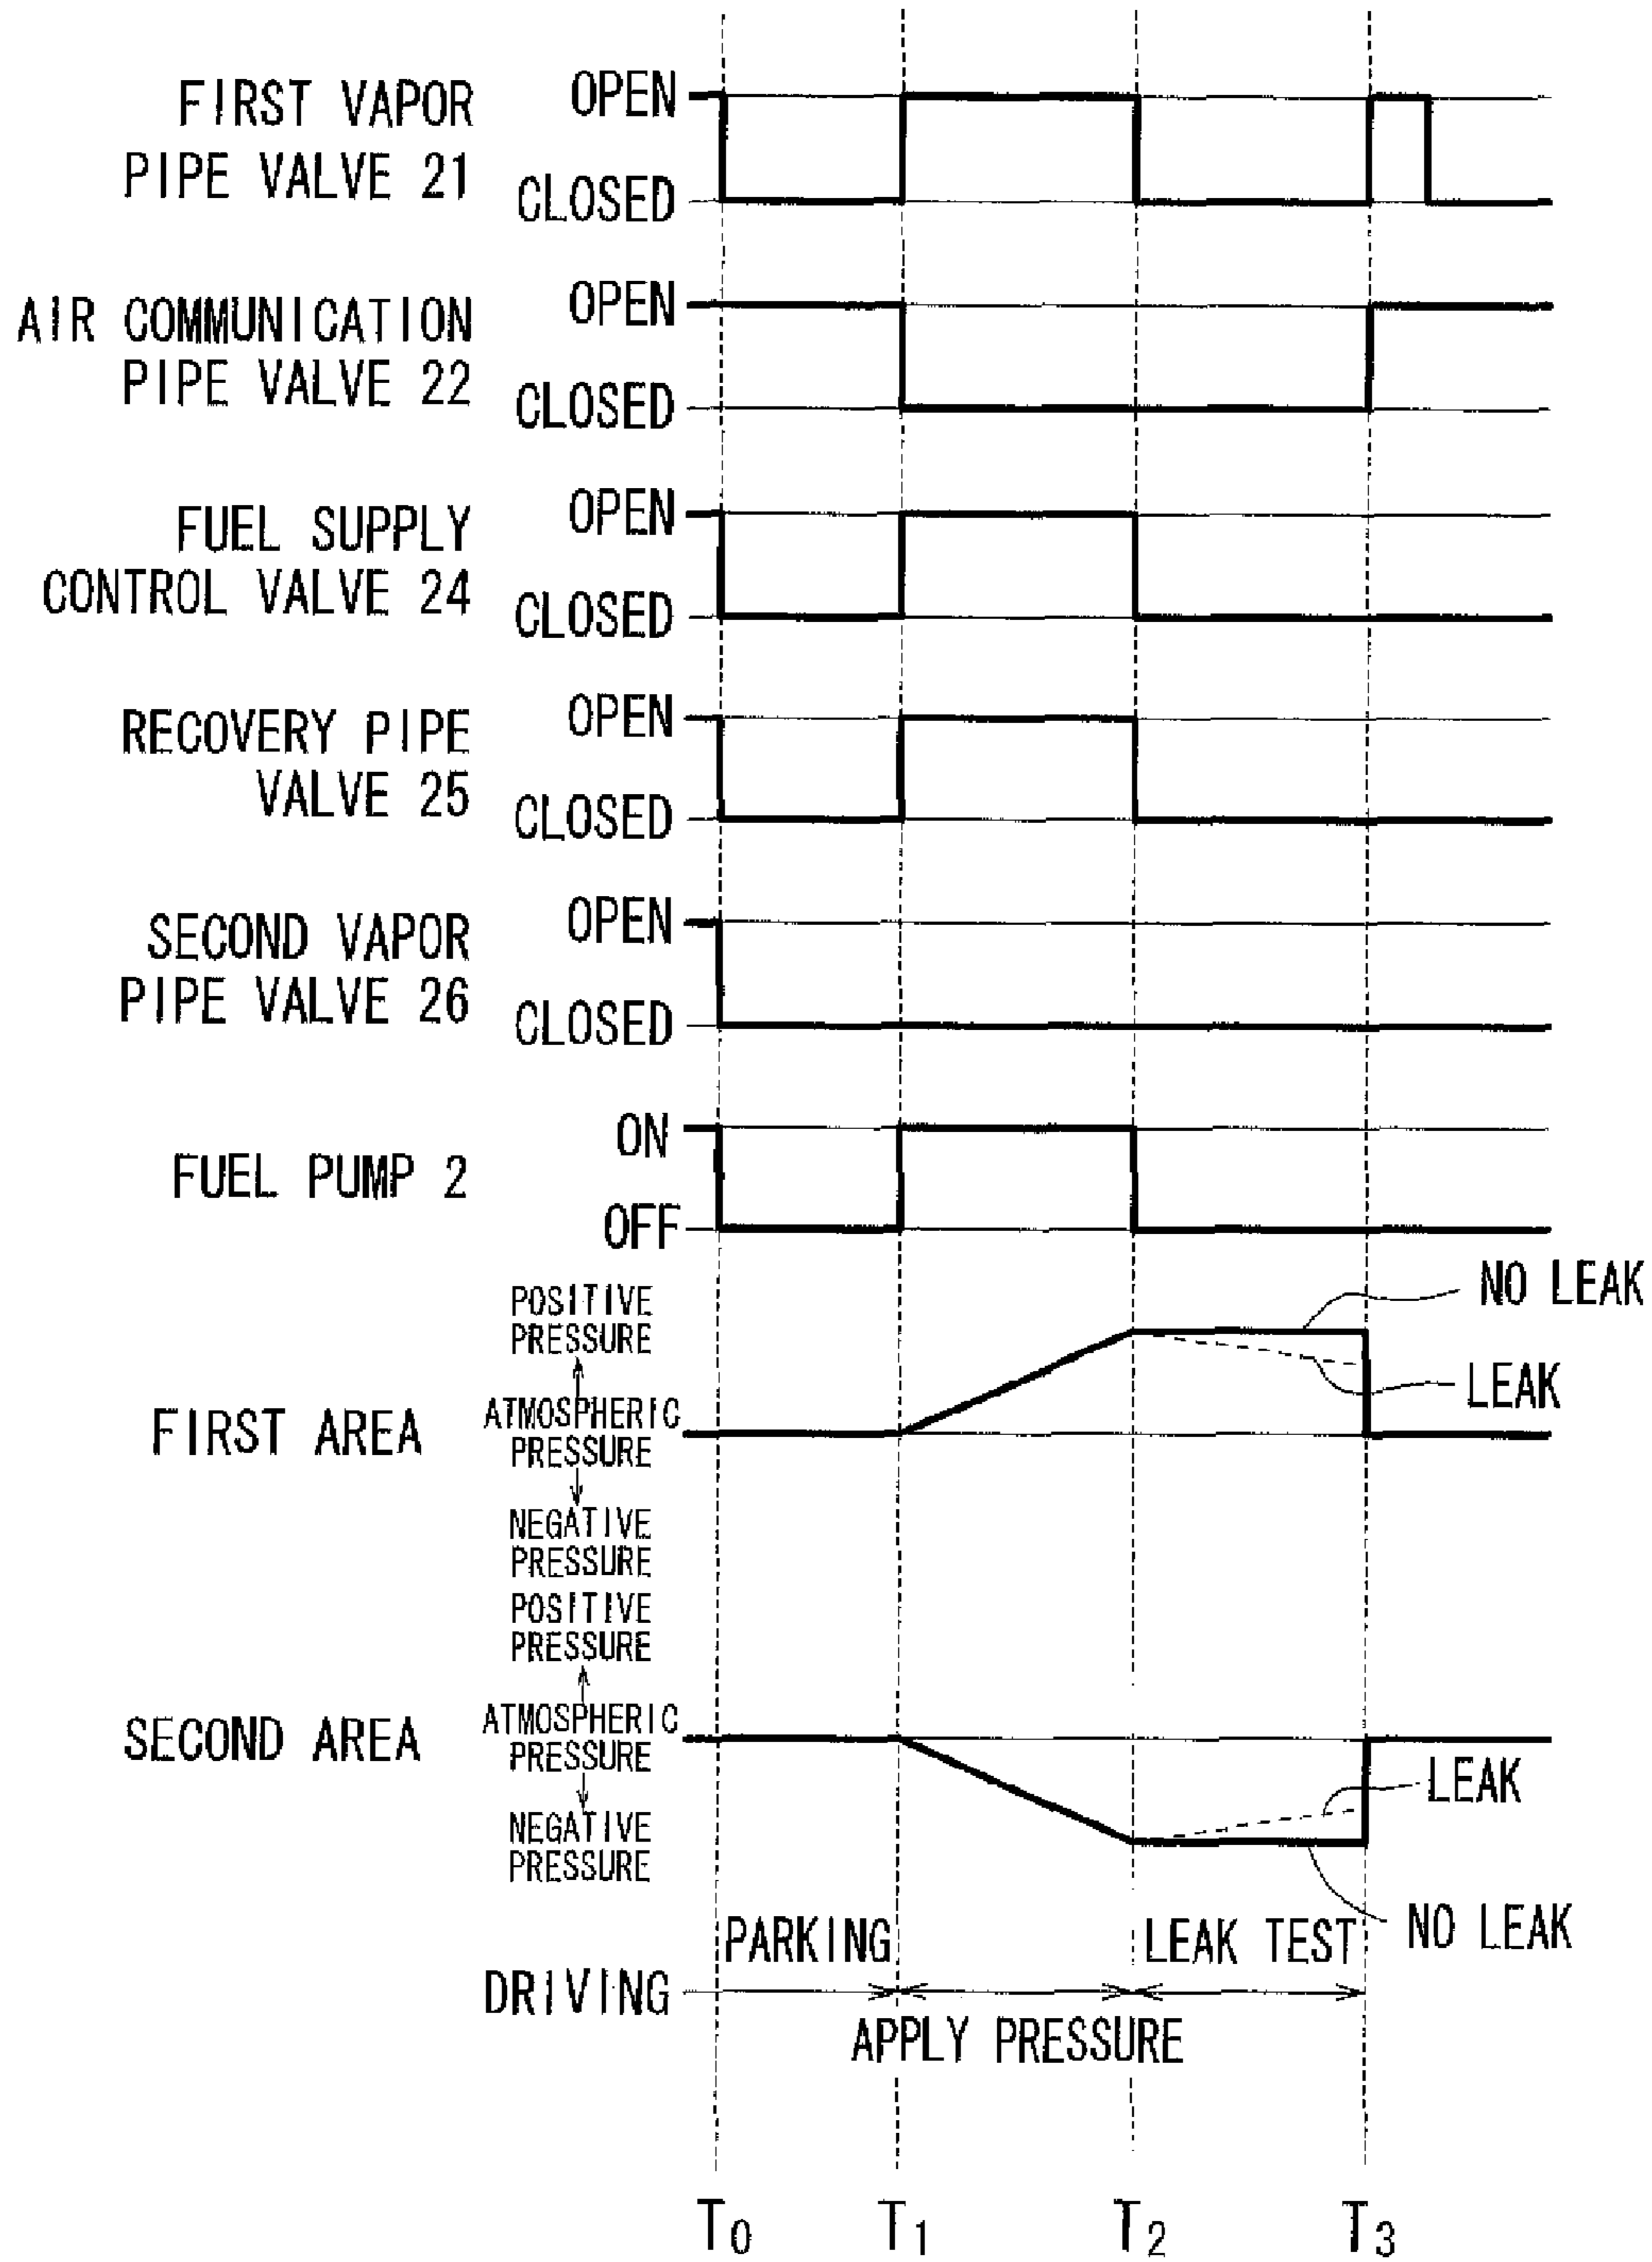 FIRST VAPOR
PIPE VALVE 21
OPEN
CLOSED
AIR COMMUNICATION
PIPE VALVE 22
OPEN
CLOSED
FUEL SUPPLY
CONTROL VALVE 24
OPEN
CLOSED
RECOVERY PIPE
VALVE 25
OPEN
CLOSED
SECOND VAPOR
PIPE VALVE 26
OPEN
CLOSED
FUEL PUMP 2
ON
OFF
FIRST AREA
POSITIVE
PRESSURE
ATMOSPHERIC
PRESSURE
NEGATIVE
PRESSURE
NO LEAK
LEAK
SECOND AREA
POSITIVE
PRESSURE
ATMOSPHERIC
PRESSURE
NEGATIVE
PRESSURE
LEAK
NO LEAK
DRIVING
PARKING
APPLY PRESSURE
LEAK TEST
T0 T1 T2 T3